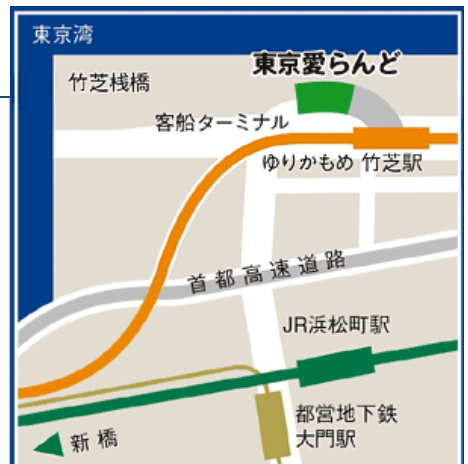 東京湾
竹芝桟橋
東京愛らんど
客船ターミナル
ゆりかもめ 竹芝駅
首都高速道路
JR浜松町駅
都営地下鉄
大門駅
新橋